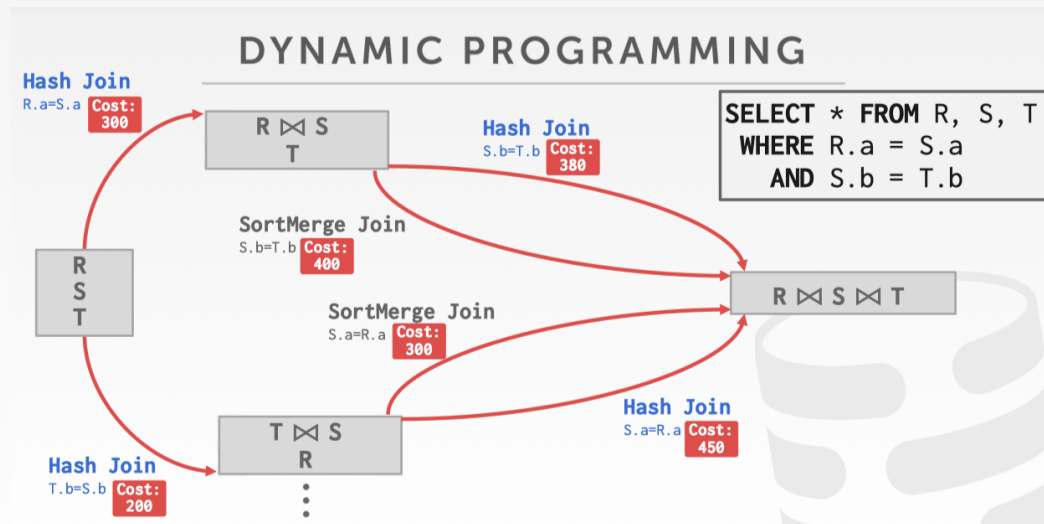 DYNAMIC PROGRAMMING
Hash Join
R.a=S.a Cost:
300
R ⋈ S
T
Hash Join
S.b=T.b Cost:
380
SELECT * FROM R, S, T
WHERE R.a = S.a
AND S.b = T.b
SortMerge Join
S.b=T.b Cost:
400
R
S
T
R ⋈ S ⋈ T
SortMerge Join
S.a=R.a Cost:
300
T ⋈ S
R
Hash Join
S.a=R.a Cost:
450
Hash Join
T.b=S.b Cost:
200